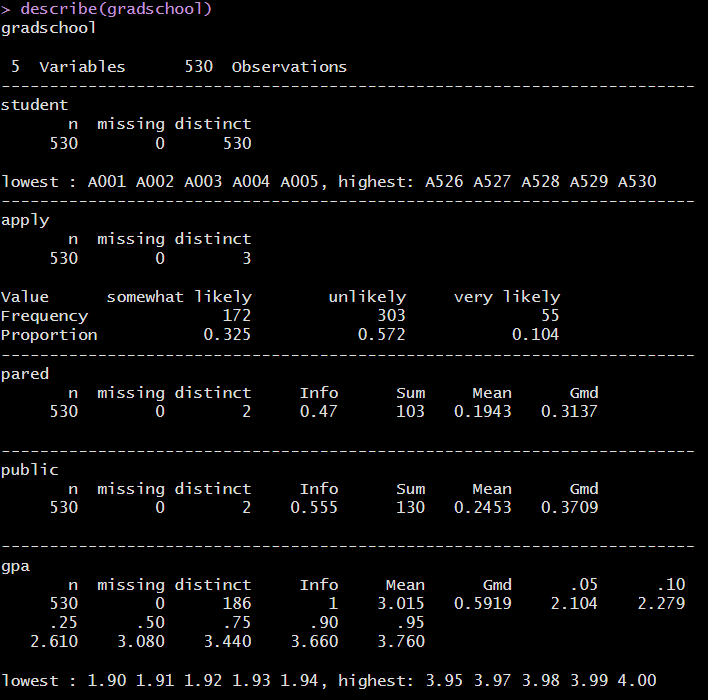 > describe(gradschool)
gradschool
5 Variables 530 Observations
--------------------------------------------------------------------------------
student
n missing distinct
530 0 530
lowest : A001 A002 A003 A004 A005, highest: A526 A527 A528 A529 A530
--------------------------------------------------------------------------------
apply
n missing distinct
530 0 3
Value somewhat likely unlikely very likely
Frequency 172 303 55
Proportion 0.325 0.572 0.104
--------------------------------------------------------------------------------
pared
n missing distinct Info Sum Mean Gmd
530 0 2 0.47 103 0.1943 0.3137
--------------------------------------------------------------------------------
public
n missing distinct Info Sum Mean Gmd
530 0 2 0.555 130 0.2453 0.3709
--------------------------------------------------------------------------------
gpa
n missing distinct Info Mean Gmd .05 .10
530 0 186 1 3.015 0.5919 2.104 2.279
.25 .50 .75 .90 .95
2.610 3.080 3.440 3.660 3.760
lowest : 1.90 1.91 1.92 1.93 1.94, highest: 3.95 3.97 3.98 3.99 4.00